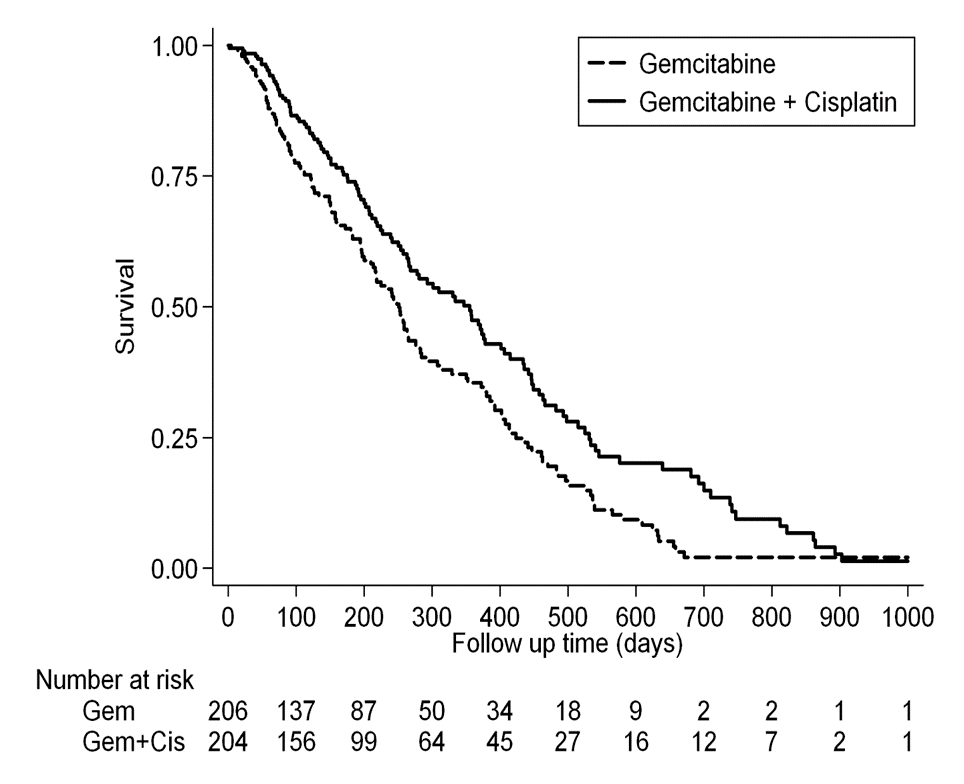 1.00
0.75
0.50
0.25
0.00
Survival
Gemcitabine
Gemcitabine + Cisplatin
0 100 200 300 400 500 600 700 800 900 1000
Follow up time (days)
Number at risk
Gem 206 137 87 50 34 18 9 2 2 1 1
Gem+Cis 204 156 99 64 45 27 16 12 7 2 1